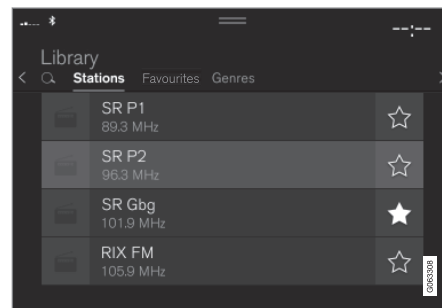 --:--
Library
Stations Favourites Genres
SR P1
89.3 MHz
SR P2
96.3 MHz
SR Gbg
101.9 MHz
RIX FM
105.9 MHz
G063308